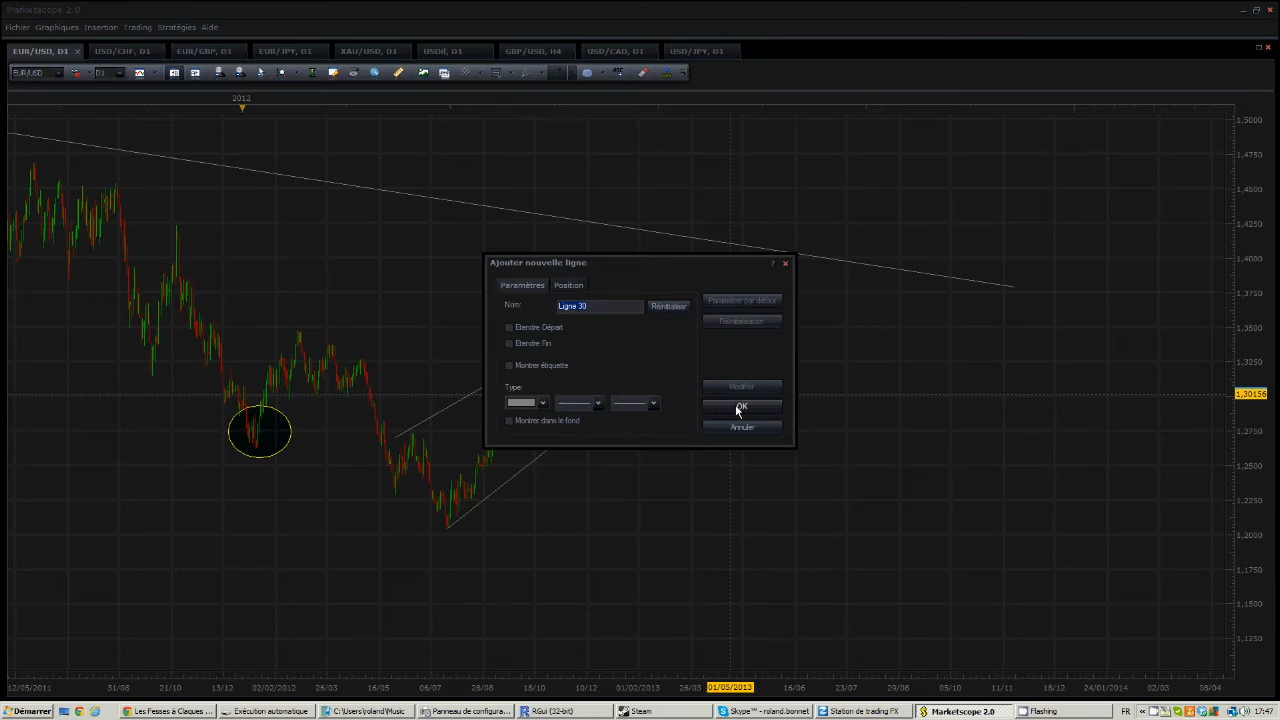 Marketscope 2.0
Fichier Graphiques Insertion Trading Stratégies Aide
EUR/USD, D1 USD/CHF, D1 EUR/GBP, D1 EUR/JPY, D1 XAU/USD, D1 USDil, D1 GBP/USD, H4 USD/CAD, D1 USD/JPY, D1
EUR/USD D1
2012
1,5000
1,4750
1,4500
1,4250
1,4000
1,3750
1,3500
1,3250
1,30156
1,2750
1,2500
1,2250
1,2000
1,1750
1,1500
1,1250
Ajouter nouvelle ligne ?
Paramètres Position
Nom: Ligne 30 Réinitialiser
Paramétrer par défaut
Réinitialisation
Etendre Départ
Etendre Fin
Montrer étiquette
Type:
Modifier
OK
Montrer dans le fond
Annuler
12/05/2011 31/08 21/10 13/12 02/02/2012 26/03 16/05 06/07 28/08 18/10 10/12 01/02/2013 26/03 01/05/2013 16/06 23/07 29/08 05/10 11/11 18/12 24/01/2014 02/03 08/04
Démarrer Les Fesses à Claques ... Exécution automatique C:\Users\roland\Music Panneau de configura... RGui (32-bit) Steam Skype™ - roland.bonnet Station de trading FX Marketscope 2.0 Flashing FR 17:47